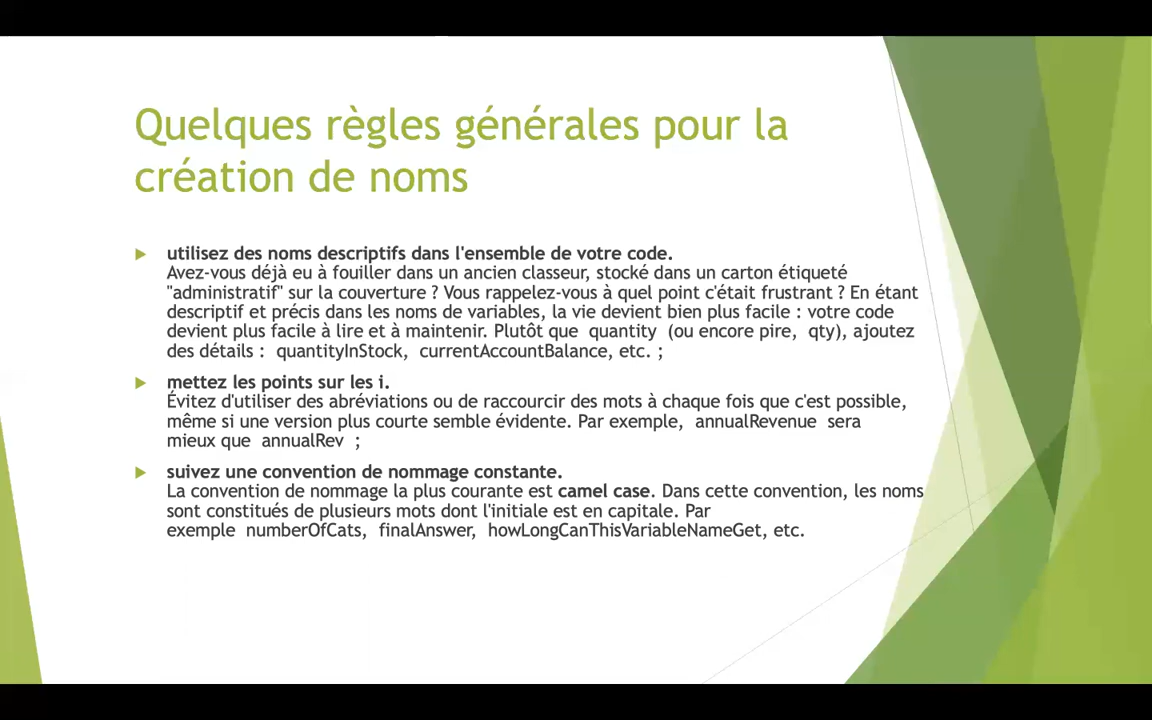 Quelques règles générales pour la
création de noms
utilisez des noms descriptifs dans l'ensemble de votre code.
Avez-vous déjà eu à fouiller dans un ancien classeur, stocké dans un carton étiqueté
"administratif" sur la couverture ? Vous rappelez-vous à quel point c'était frustrant ? En étant
descriptif et précis dans les noms de variables, la vie devient bien plus facile : votre code
devient plus facile à lire et à maintenir. Plutôt que quantity (ou encore pire, qty), ajoutez
des détails : quantityInStock, currentAccountBalance, etc. ;
mettez les points sur les i.
Évitez d'utiliser des abréviations ou de raccourcir des mots à chaque fois que c'est possible,
même si une version plus courte semble évidente. Par exemple, annualRevenue sera
mieux que annualRev ;
suivez une convention de nommage constante.
La convention de nommage la plus courante est camel case. Dans cette convention, les noms
sont constitués de plusieurs mots dont l'initiale est en capitale. Par
exemple numberOfCats, finalAnswer, howLongCanThisVariableNameGet, etc.